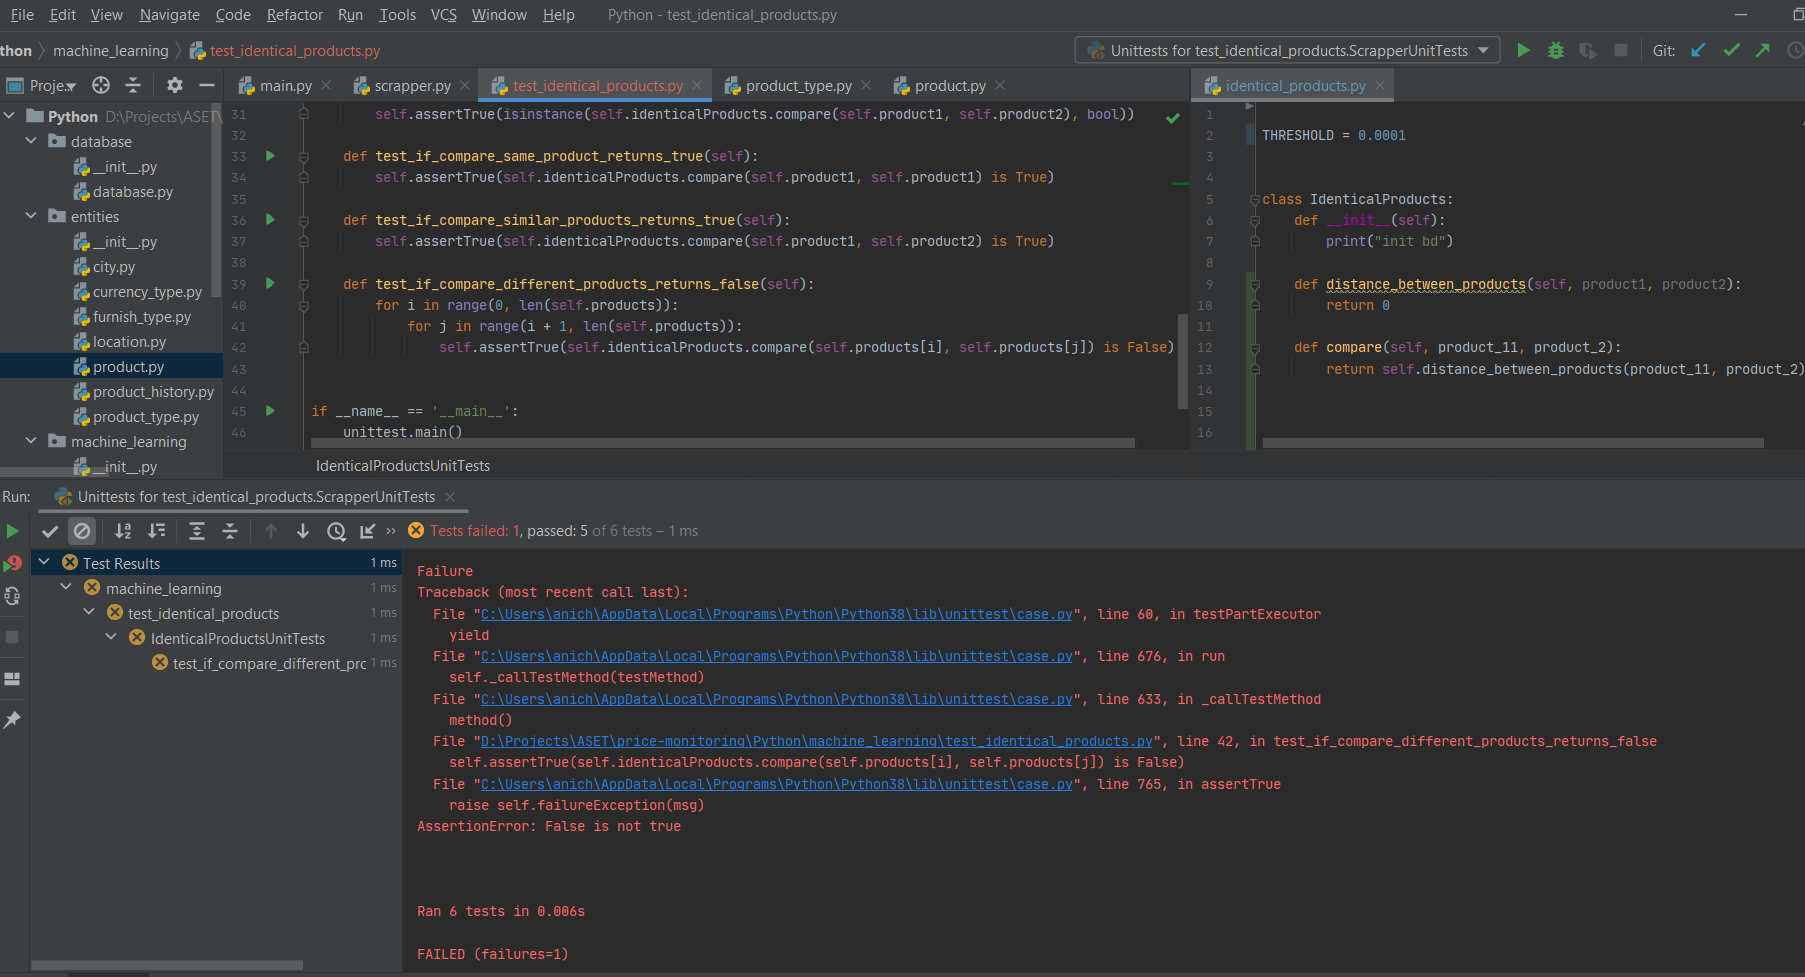 File Edit View Navigate Code Refactor Run Tools VCS Window Help Python - test_identical_products.py
thon machine_learning test_identical_products.py Unittests for test_identical_products.ScrapperUnitTests Git:
Proje... main.py scrapper.py test_identical_products.py product_type.py product.py identical_products.py
Python D:\Projects\ASET\
database
__init__.py
database.py
entities
__init__.py
city.py
currency_type.py
furnish_type.py
location.py
product.py
product_history.py
product_type.py
machine_learning
__init__.py
31 self.assertTrue(isinstance(self.identicalProducts.compare(self.product1, self.product2), bool))
32
33 def test_if_compare_same_product_returns_true(self):
34 self.assertTrue(self.identicalProducts.compare(self.product1, self.product1) is True)
35
36 def test_if_compare_similar_products_returns_true(self):
37 self.assertTrue(self.identicalProducts.compare(self.product1, self.product2) is True)
38
39 def test_if_compare_different_products_returns_false(self):
40 for i in range(0, len(self.products)):
41 for j in range(i + 1, len(self.products)):
42 self.assertTrue(self.identicalProducts.compare(self.products[i], self.products[j]) is False)
43
44
45 if __name__ == '__main__':
46 unittest.main()
IdenticalProductsUnitTests
1
2 THRESHOLD = 0.0001
3
4
5 class IdenticalProducts:
6 def __init__(self):
7 print("init bd")
8
9 def distance_between_products(self, product1, product2):
10 return 0
11
12 def compare(self, product_11, product_2):
13 return self.distance_between_products(product_11, product_2)
14
15
16
Run: Unittests for test_identical_products.ScrapperUnitTests
Tests failed: 1, passed: 5 of 6 tests – 1 ms
Test Results 1 ms
machine_learning 1 ms
test_identical_products 1 ms
IdenticalProductsUnitTests 1 ms
test_if_compare_different_prc 1 ms
Failure
Traceback (most recent call last):
File "C:\Users\anich\AppData\Local\Programs\Python\Python38\lib\unittest\case.py", line 60, in testPartExecutor
yield
File "C:\Users\anich\AppData\Local\Programs\Python\Python38\lib\unittest\case.py", line 676, in run
self._callTestMethod(testMethod)
File "C:\Users\anich\AppData\Local\Programs\Python\Python38\lib\unittest\case.py", line 633, in _callTestMethod
method()
File "D:\Projects\ASET\price-monitoring\Python\machine_learning\test_identical_products.py", line 42, in test_if_compare_different_products_returns_false
self.assertTrue(self.identicalProducts.compare(self.products[i], self.products[j]) is False)
File "C:\Users\anich\AppData\Local\Programs\Python\Python38\lib\unittest\case.py", line 765, in assertTrue
raise self.failureException(msg)
AssertionError: False is not true
Ran 6 tests in 0.006s
FAILED (failures=1)